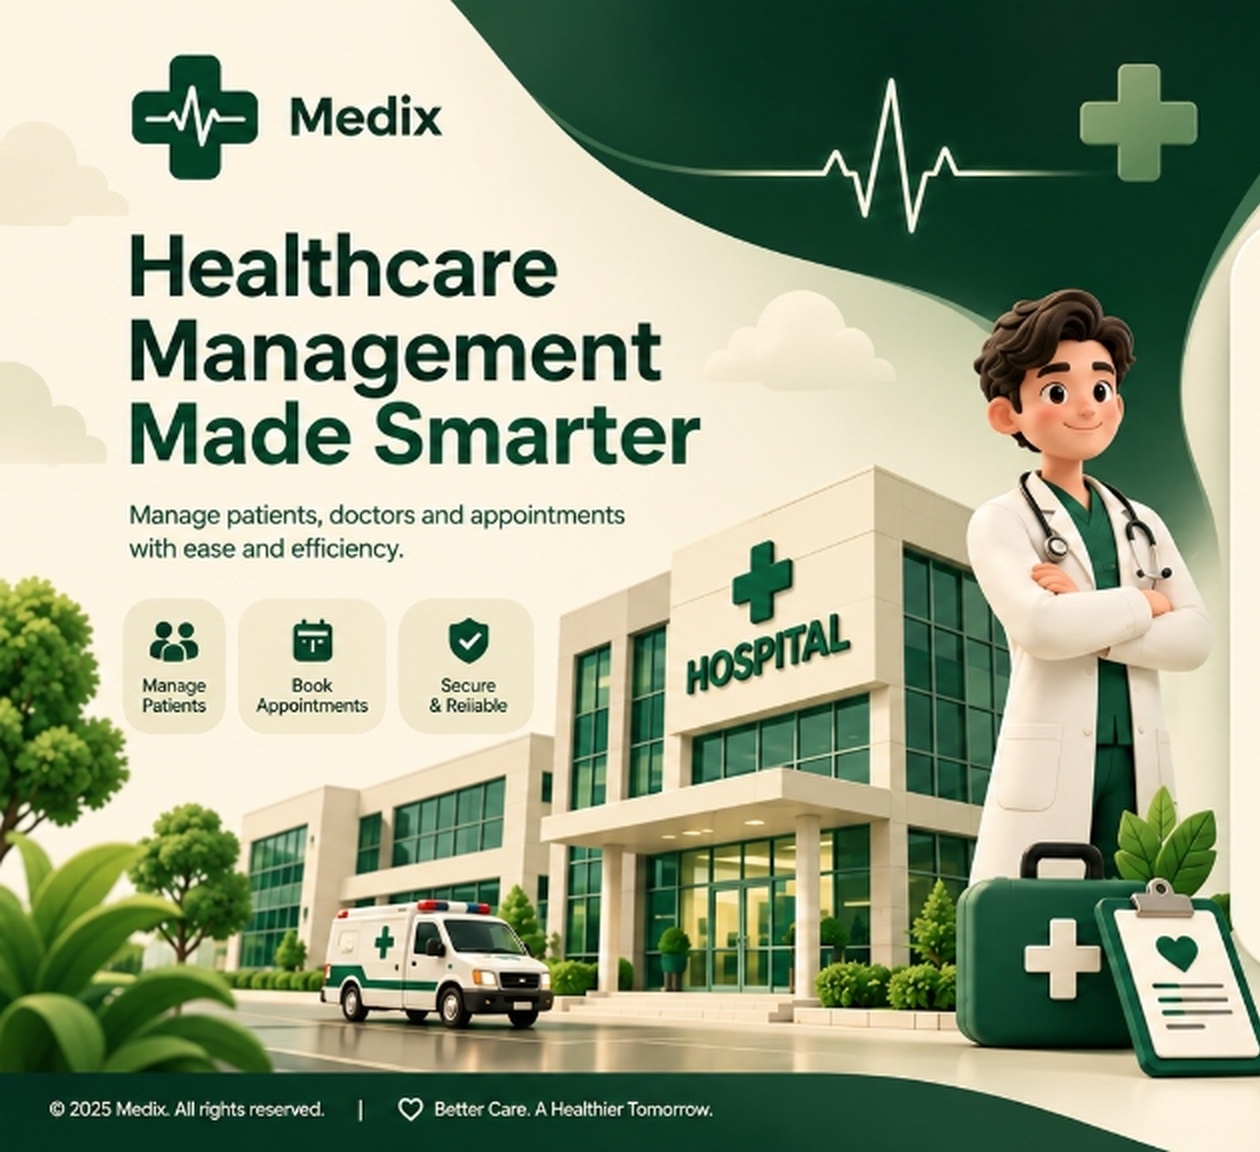 Medix
Healthcare
Management
Made Smarter
Manage patients, doctors and appointments
with ease and efficiency.
Manage
Patients
Book
Appointments
Secure
& Reliable
HOSPITAL
© 2025 Medix. All rights reserved. | Better Care. A Healthier Tomorrow.